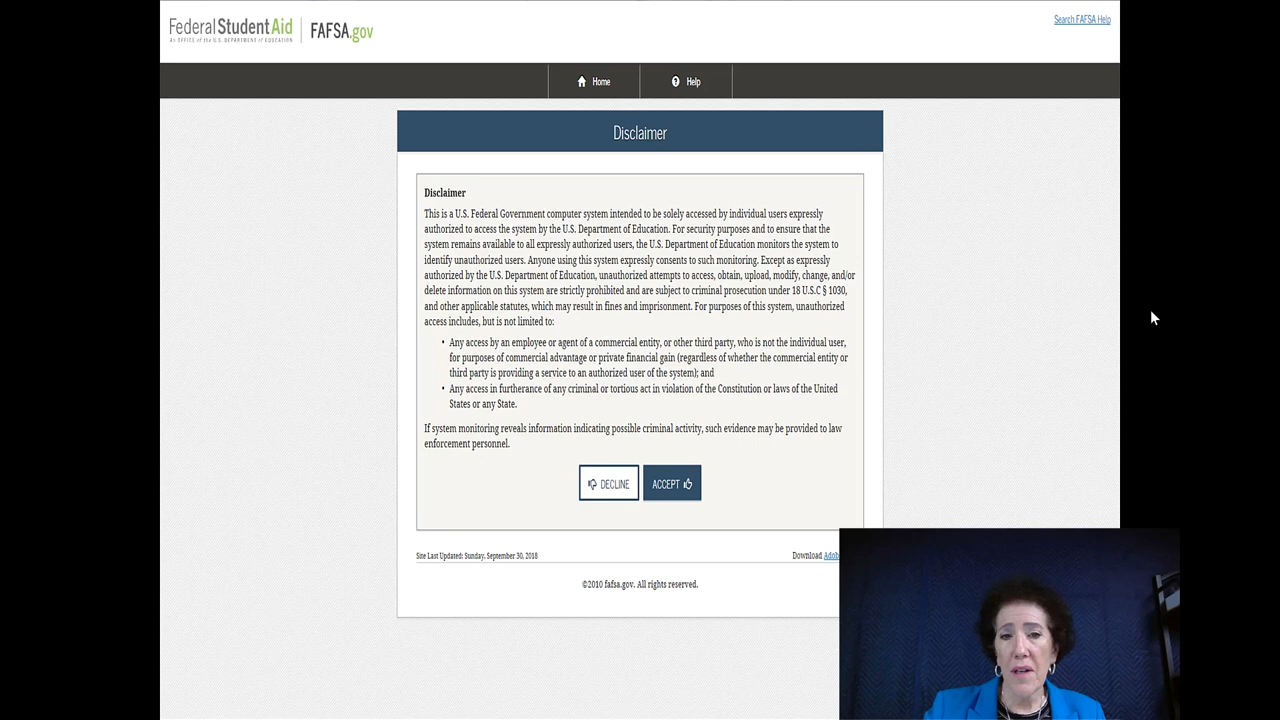 FederalStudentAid
An OFFICE of the U.S. DEPARTMENT of EDUCATION
FAFSA.gov
Search FAFSA Help
Home
Help
Disclaimer
Disclaimer
This is a U.S. Federal Government computer system intended to be solely accessed by individual users expressly
authorized to access the system by the U.S. Department of Education. For security purposes and to ensure that the
system remains available to all expressly authorized users, the U.S. Department of Education monitors the system to
identify unauthorized users. Anyone using this system expressly consents to such monitoring. Except as expressly
authorized by the U.S. Department of Education, unauthorized attempts to access, obtain, upload, modify, change, and/or
delete information on this system are strictly prohibited and are subject to criminal prosecution under 18 U.S.C § 1030,
and other applicable statutes, which may result in fines and imprisonment. For purposes of this system, unauthorized
access includes, but is not limited to:
• Any access by an employee or agent of a commercial entity, or other third party, who is not the individual user,
for purposes of commercial advantage or private financial gain (regardless of whether the commercial entity or
third party is providing a service to an authorized user of the system); and
• Any access in furtherance of any criminal or tortious act in violation of the Constitution or laws of the United
States or any State.
If system monitoring reveals information indicating possible criminal activity, such evidence may be provided to law
enforcement personnel.
DECLINE
ACCEPT
Site Last Updated: Sunday, September 30, 2018
Download Adob
©2010 fafsa.gov. All rights reserved.